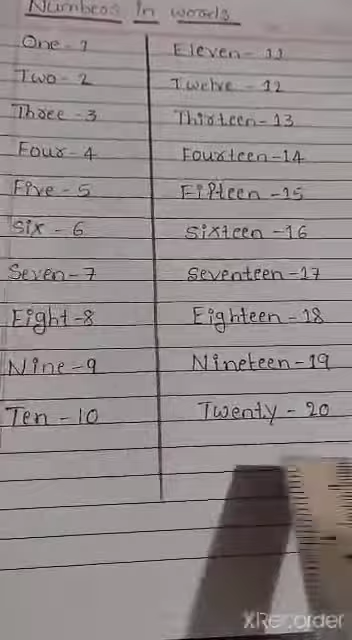 Numbers In words
One - 1
Two - 2
Three - 3
Four - 4
Five - 5
Six - 6
Seven - 7
Eight - 8
Nine - 9
Ten - 10
Eleven - 11
Twelve - 12
Thirteen - 13
Fourteen - 14
Fifteen - 15
Sixteen - 16
Seventeen - 17
Eighteen - 18
Nineteen - 19
Twenty - 20
XRecorder